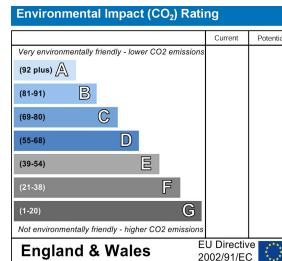 Environmental Impact (CO₂) Rating
Current Potentia
Very environmentally friendly - lower CO2 emissions
(92 plus) A
(81-91) B
(69-80) C
(55-68) D
(39-54) E
(21-38) F
(1-20) G
Not environmentally friendly - higher CO2 emissions
England & Wales
EU Directive
2002/91/EC